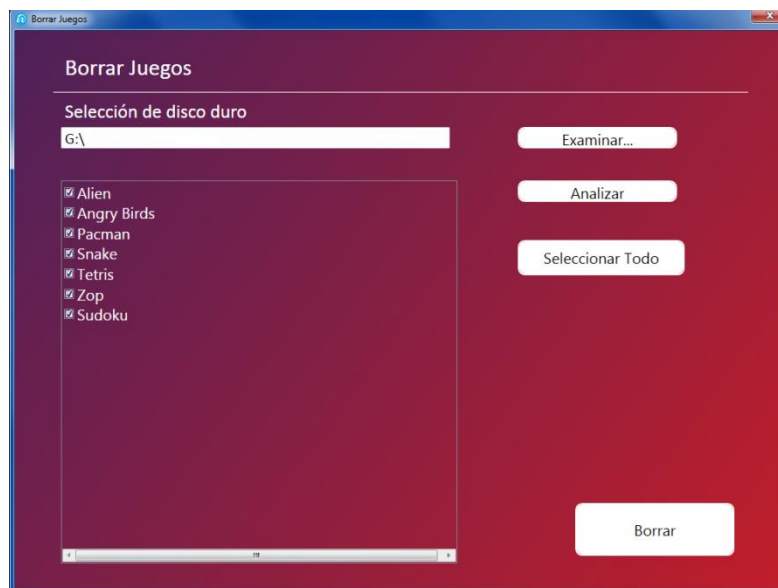 Borrar Juegos
Borrar Juegos
Selección de disco duro
G:\
Examinar...
Analizar
Seleccionar Todo
Alien
Angry Birds
Pacman
Snake
Tetris
Zop
Sudoku
Borrar